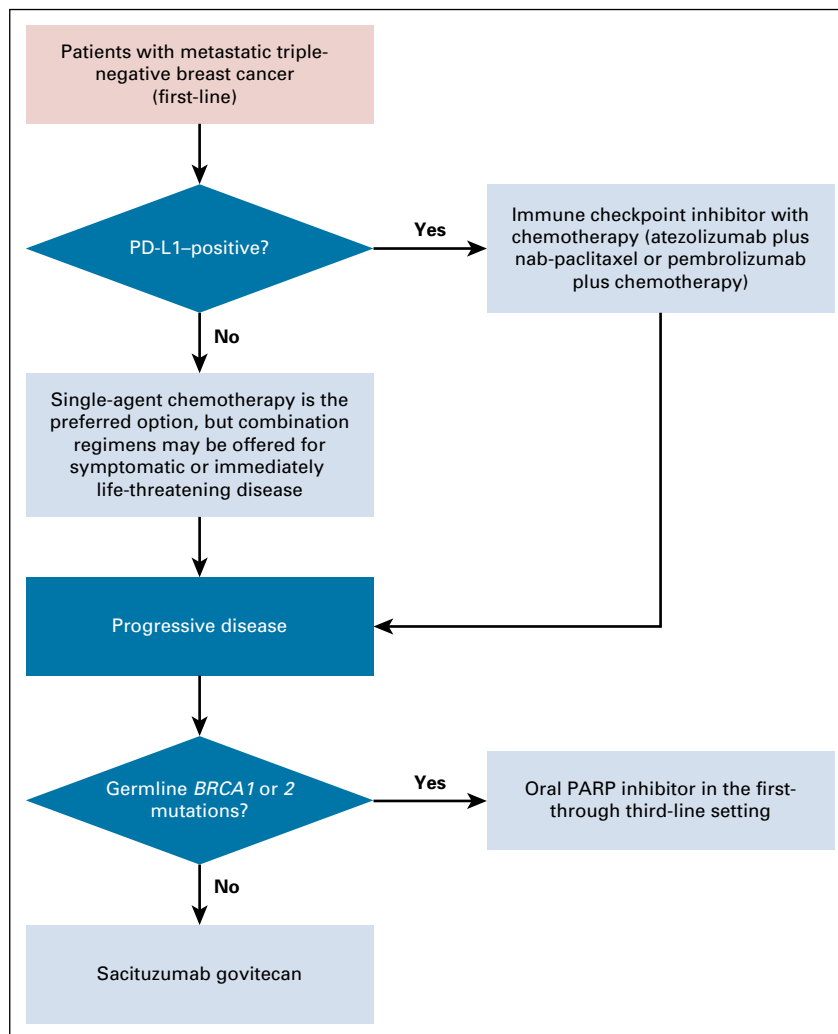 Patients with metastatic triple-
negative breast cancer
(first-line)
PD-L1–positive?
Yes
Immune checkpoint inhibitor with
chemotherapy (atezolizumab plus
nab-paclitaxel or pembrolizumab
plus chemotherapy)
No
Single-agent chemotherapy is the
preferred option, but combination
regimens may be offered for
symptomatic or immediately
life-threatening disease
Progressive disease
Germline BRCA1 or 2
mutations?
Yes
Oral PARP inhibitor in the first-
through third-line setting
No
Sacituzumab govitecan